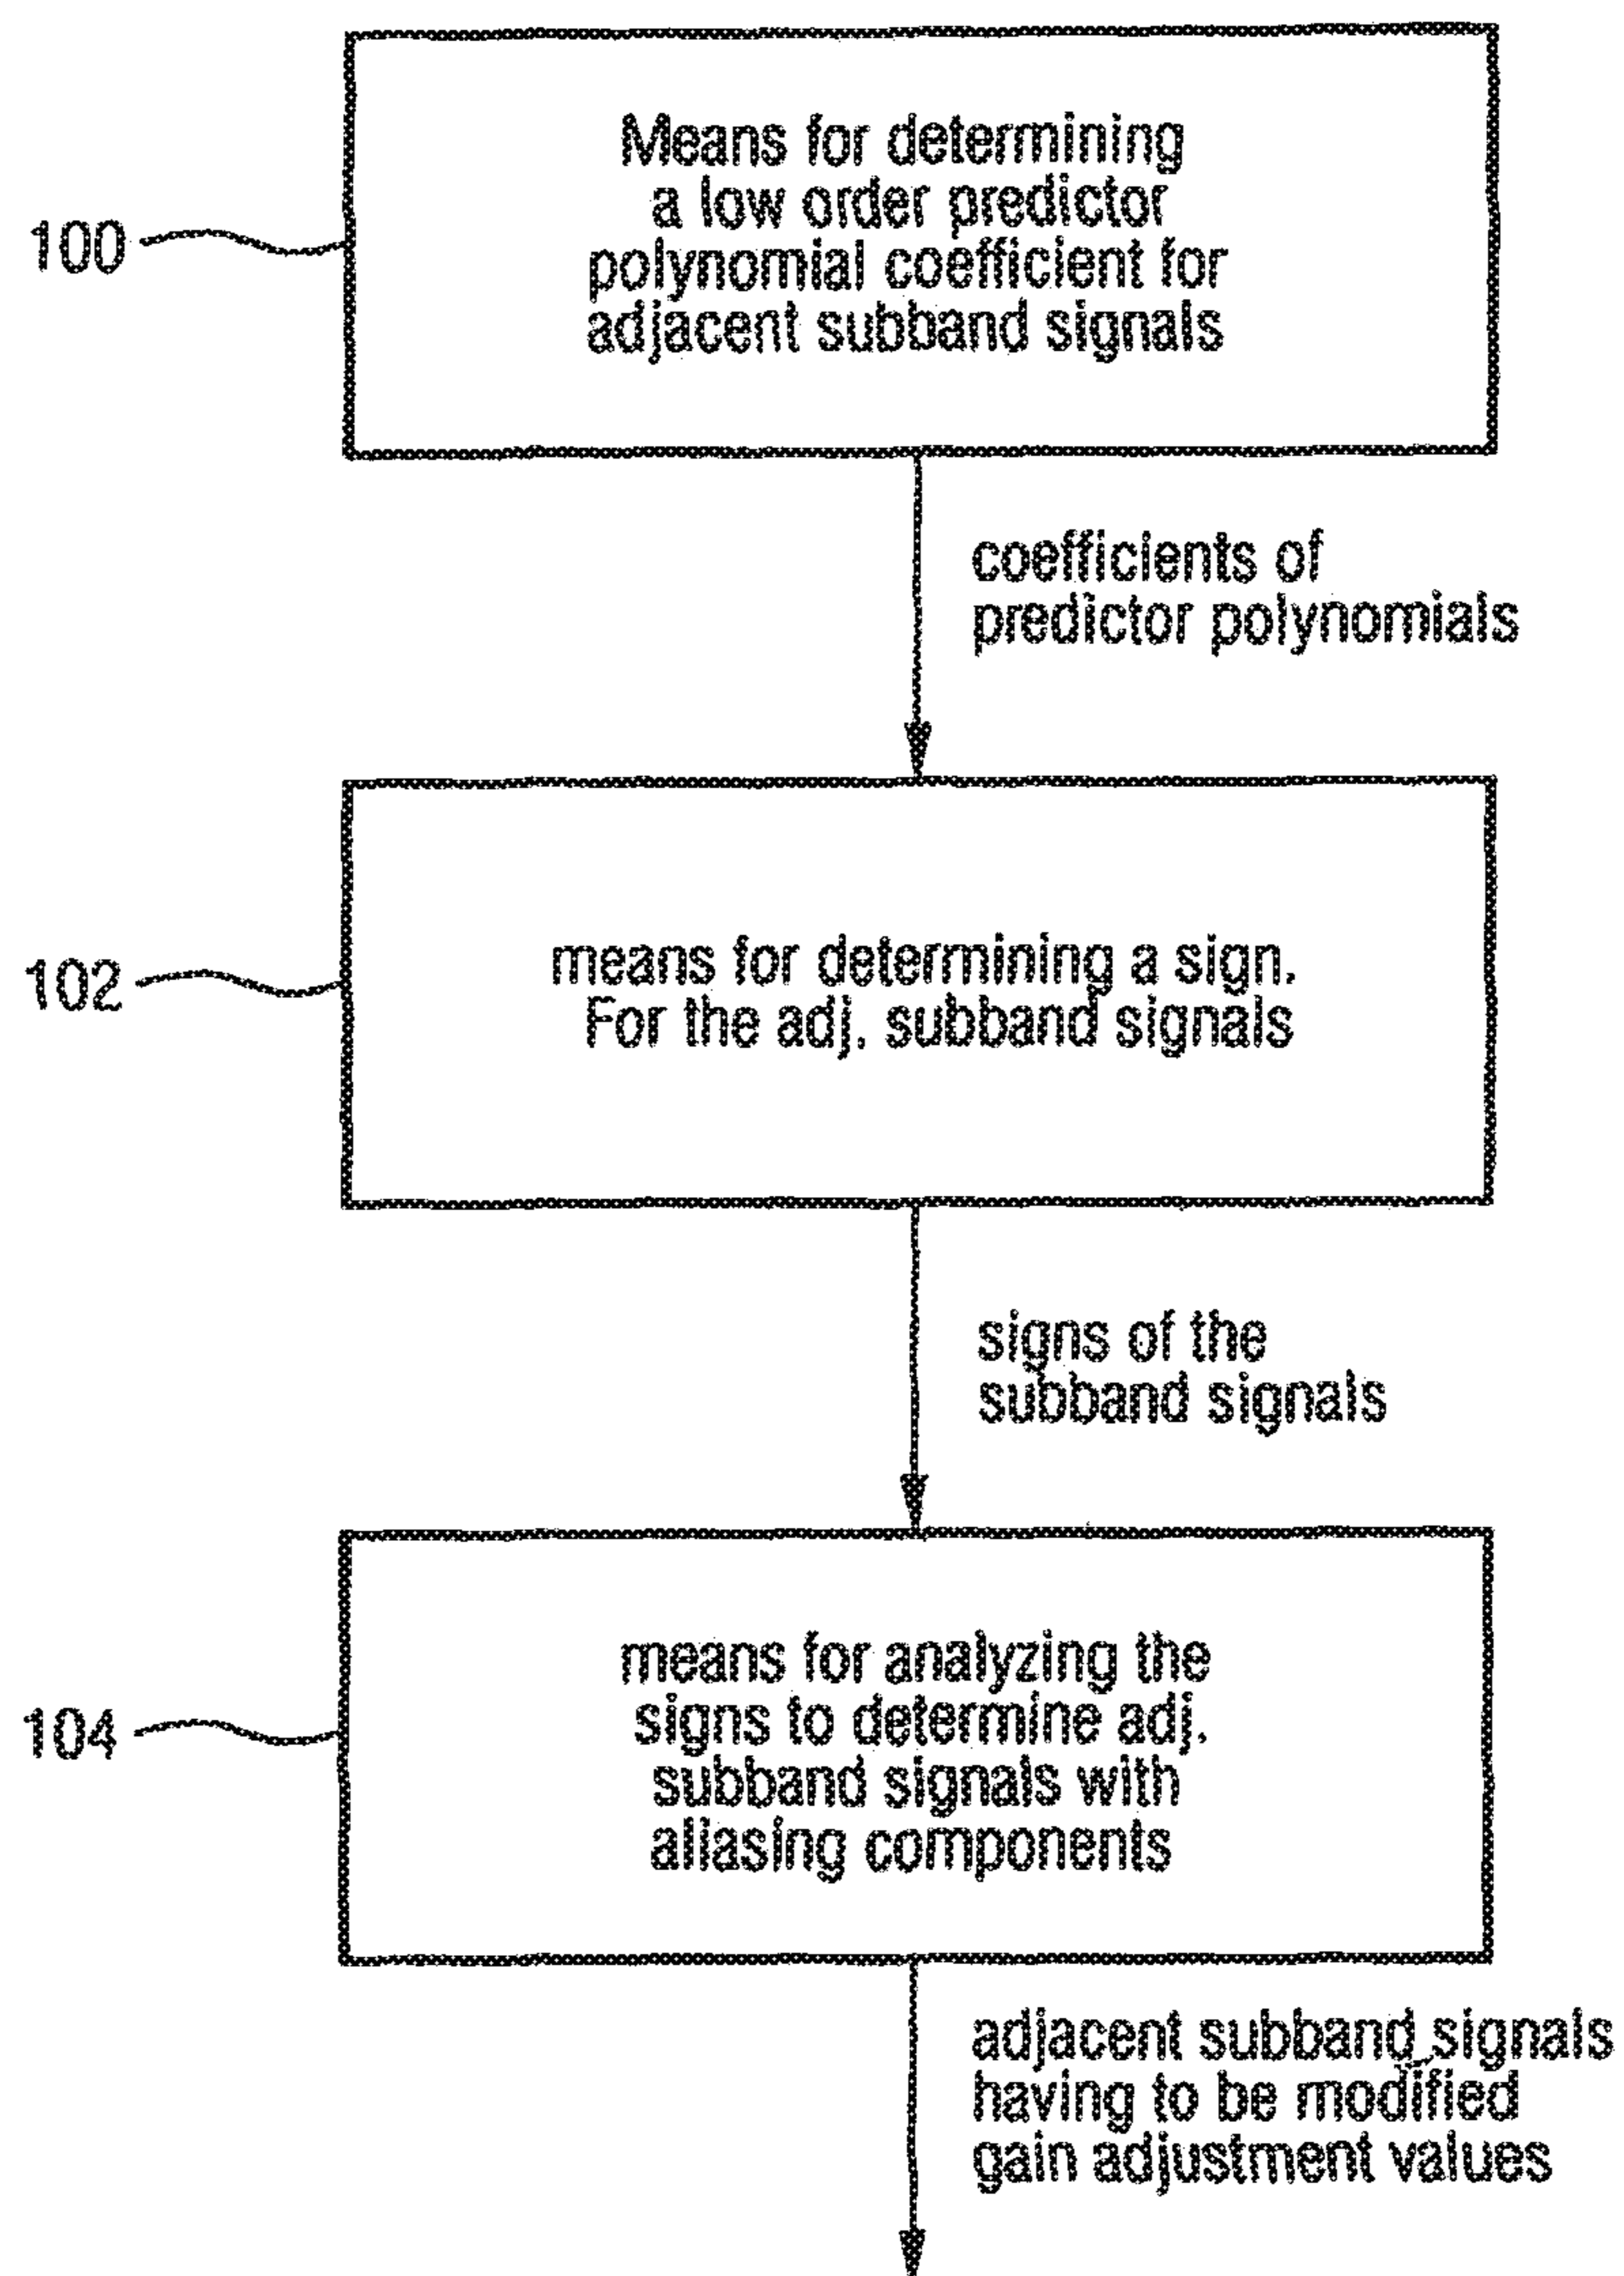 Means for determining
a low order predictor
polynomial coefficient for
adjacent subband signals
100
coefficients of
predictor polynomials
means for determining a sign.
For the adj. subband signals
102
signs of the
subband signals
means for analyzing the
signs to determine adj.
subband signals with
aliasing components
104
adjacent subband signals
having to be modified
gain adjustment values